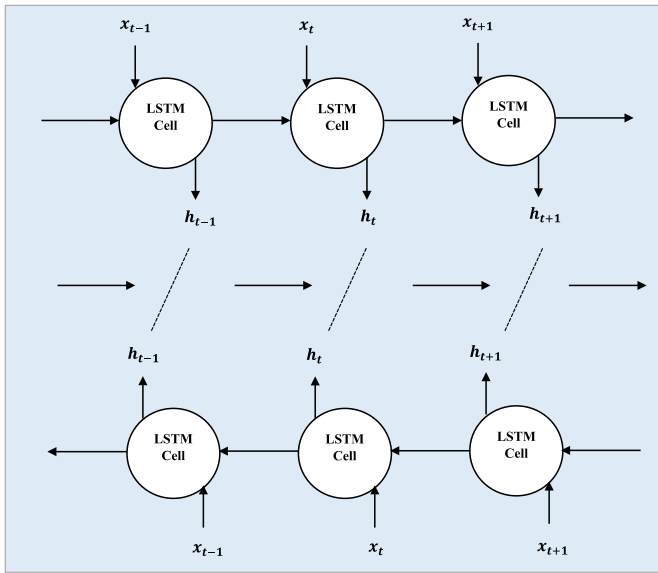 x_{t-1} x_t x_{t+1}
LSTM LSTM LSTM
Cell Cell Cell
h_{t-1} h_t h_{t+1}
h_{t-1} h_t h_{t+1}
LSTM LSTM LSTM
Cell Cell Cell
x_{t-1} x_t x_{t+1}